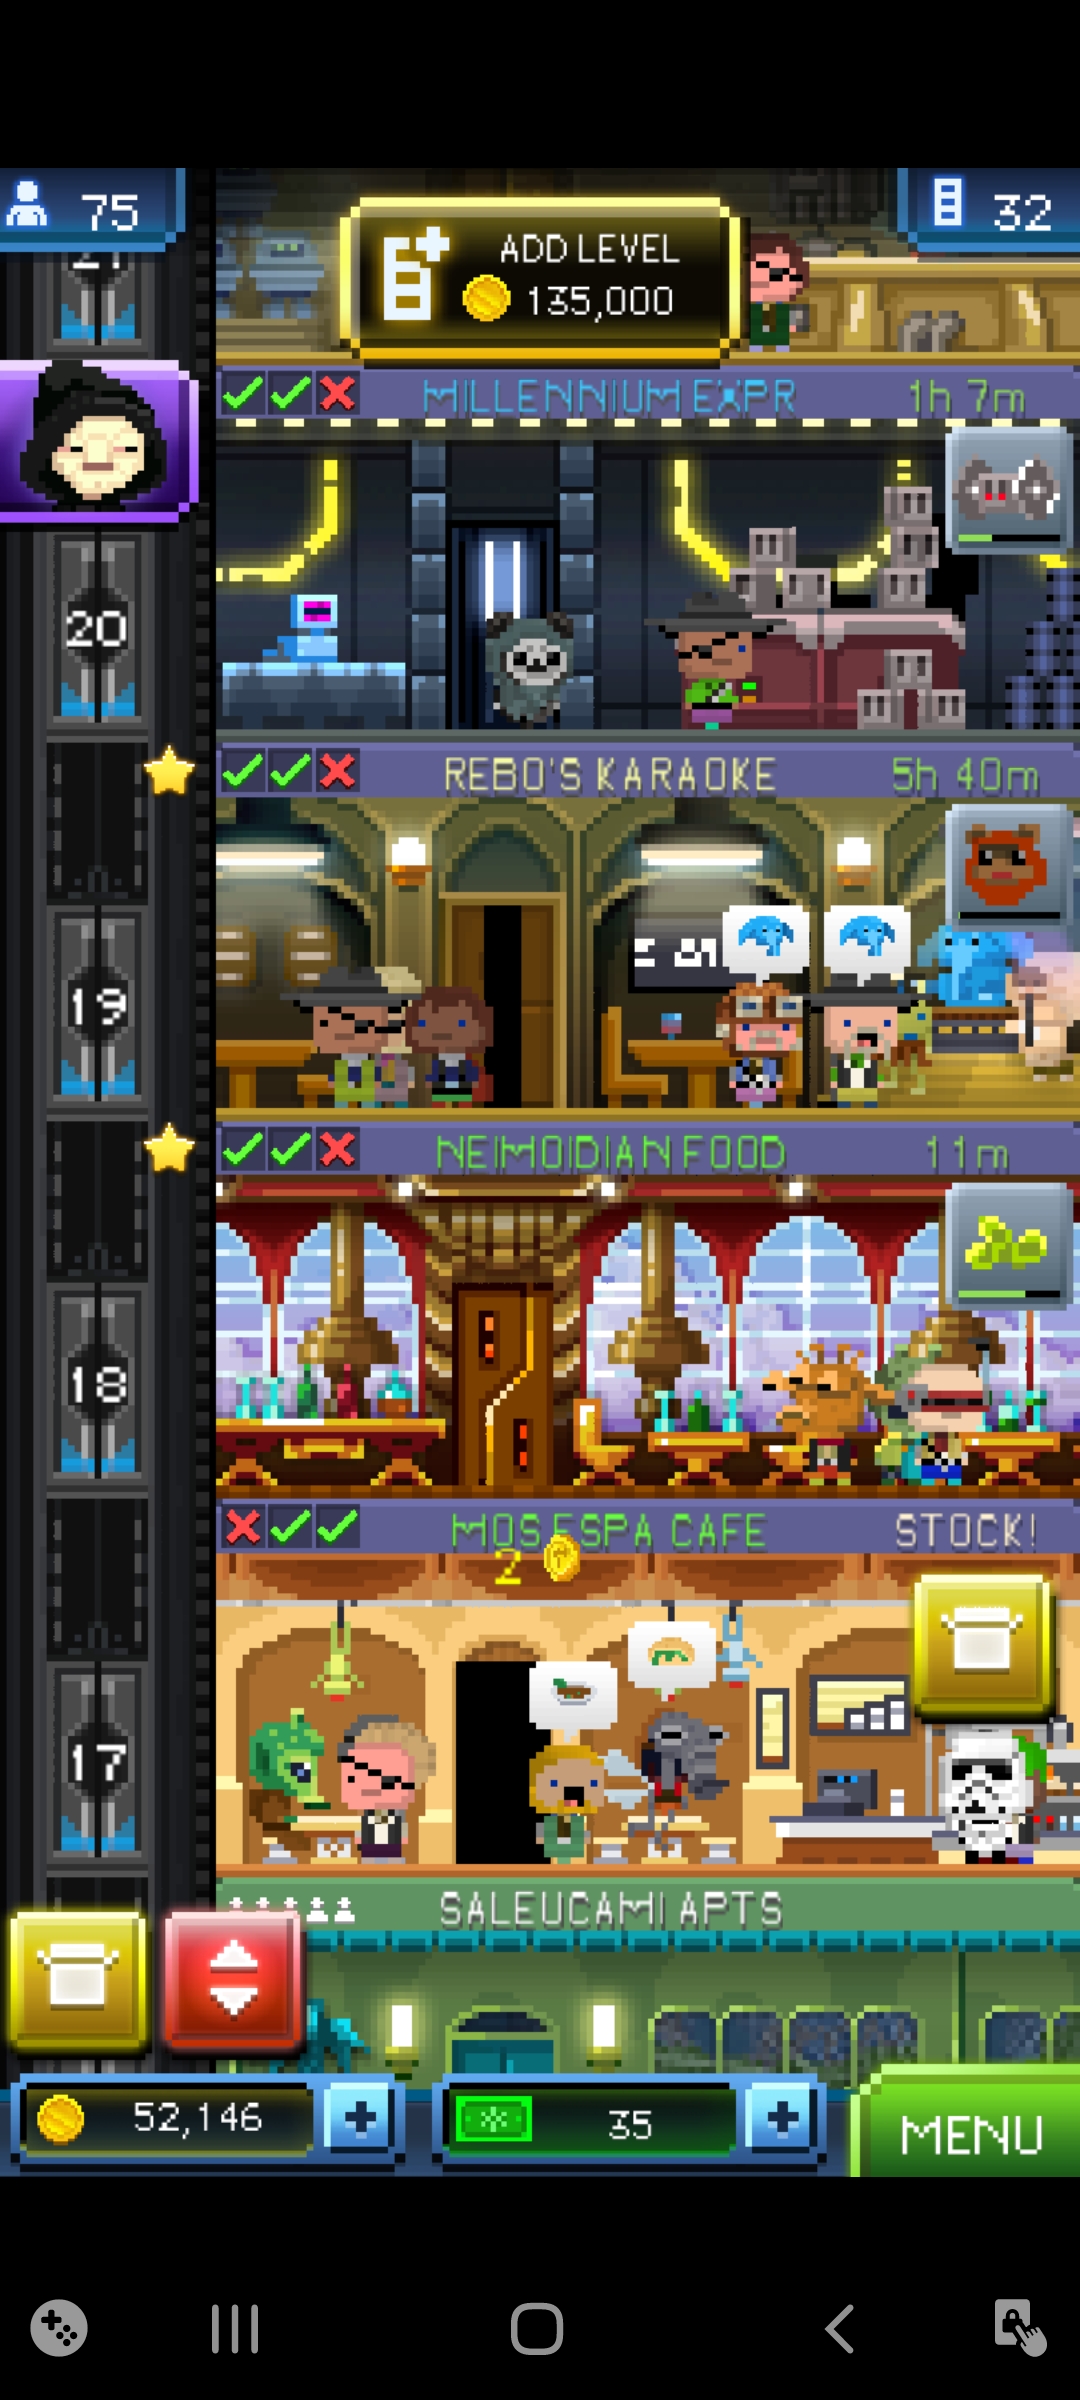 75
32
ADD LEVEL
135,000
MILLENNIUM EXPR 1h 7m
20
REBO'S KARAOKE 5h 40m
19
NEIMOIDIAN FOOD 11m
18
MOS ESPA CAFE STOCK!
2
17
SALEUCAMI APTS
52,146
35
MENU